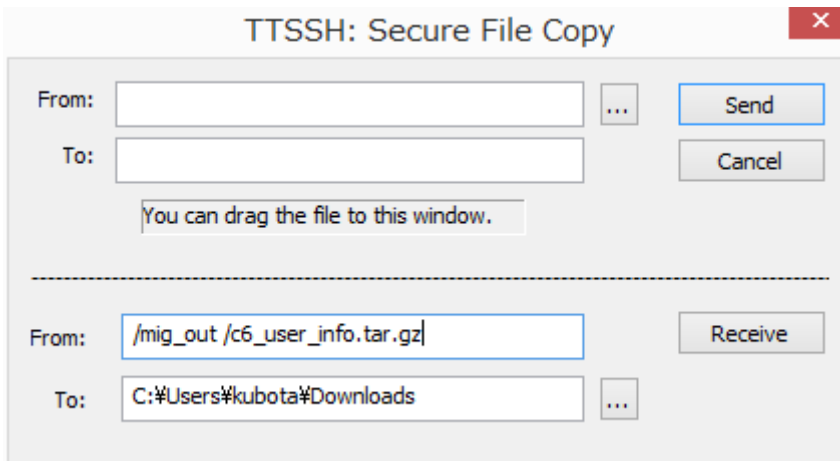 TTSSH: Secure File Copy
From:
...
Send
To:
Cancel
You can drag the file to this window.
From:
/mig_out /c6_user_info.tar.gz
Receive
To:
C:¥Users¥kubota¥Downloads
...